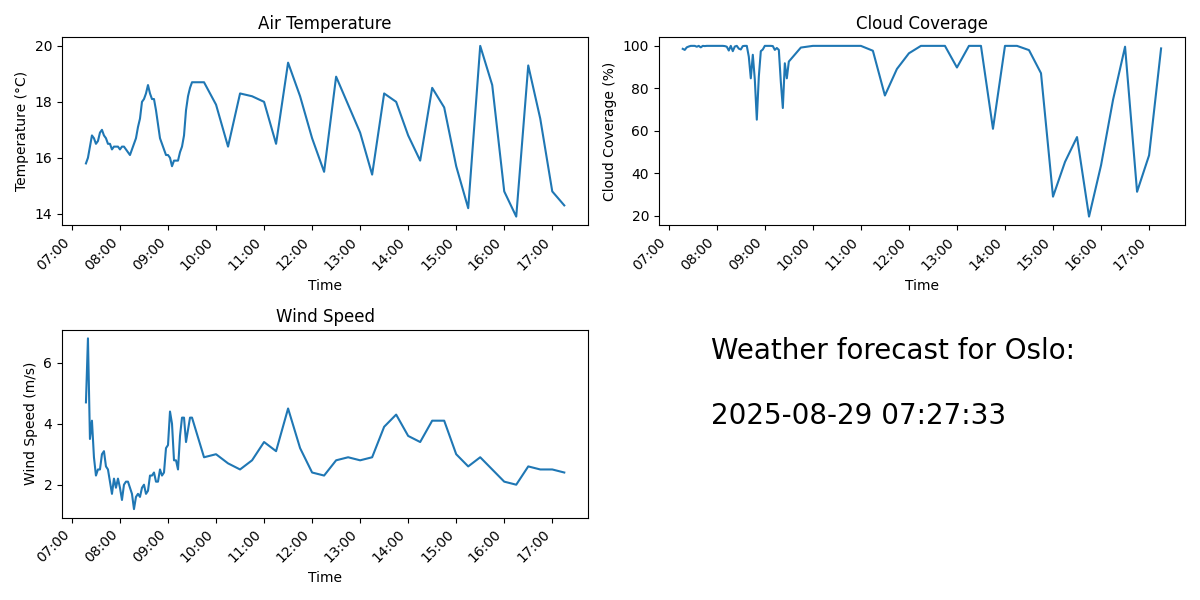 Air Temperature
Temperature (°C)
20
18
16
14
07:00 08:00 09:00 10:00 11:00 12:00 13:00 14:00 15:00 16:00 17:00
Time
Cloud Coverage
Cloud Coverage (%)
100
80
60
40
20
07:00 08:00 09:00 10:00 11:00 12:00 13:00 14:00 15:00 16:00 17:00
Time
Wind Speed
Wind Speed (m/s)
6
4
2
07:00 08:00 09:00 10:00 11:00 12:00 13:00 14:00 15:00 16:00 17:00
Time
Weather forecast for Oslo:
2025-08-29 07:27:33